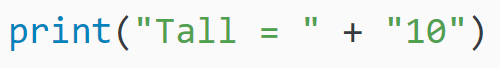 print("Tall = " + "10")